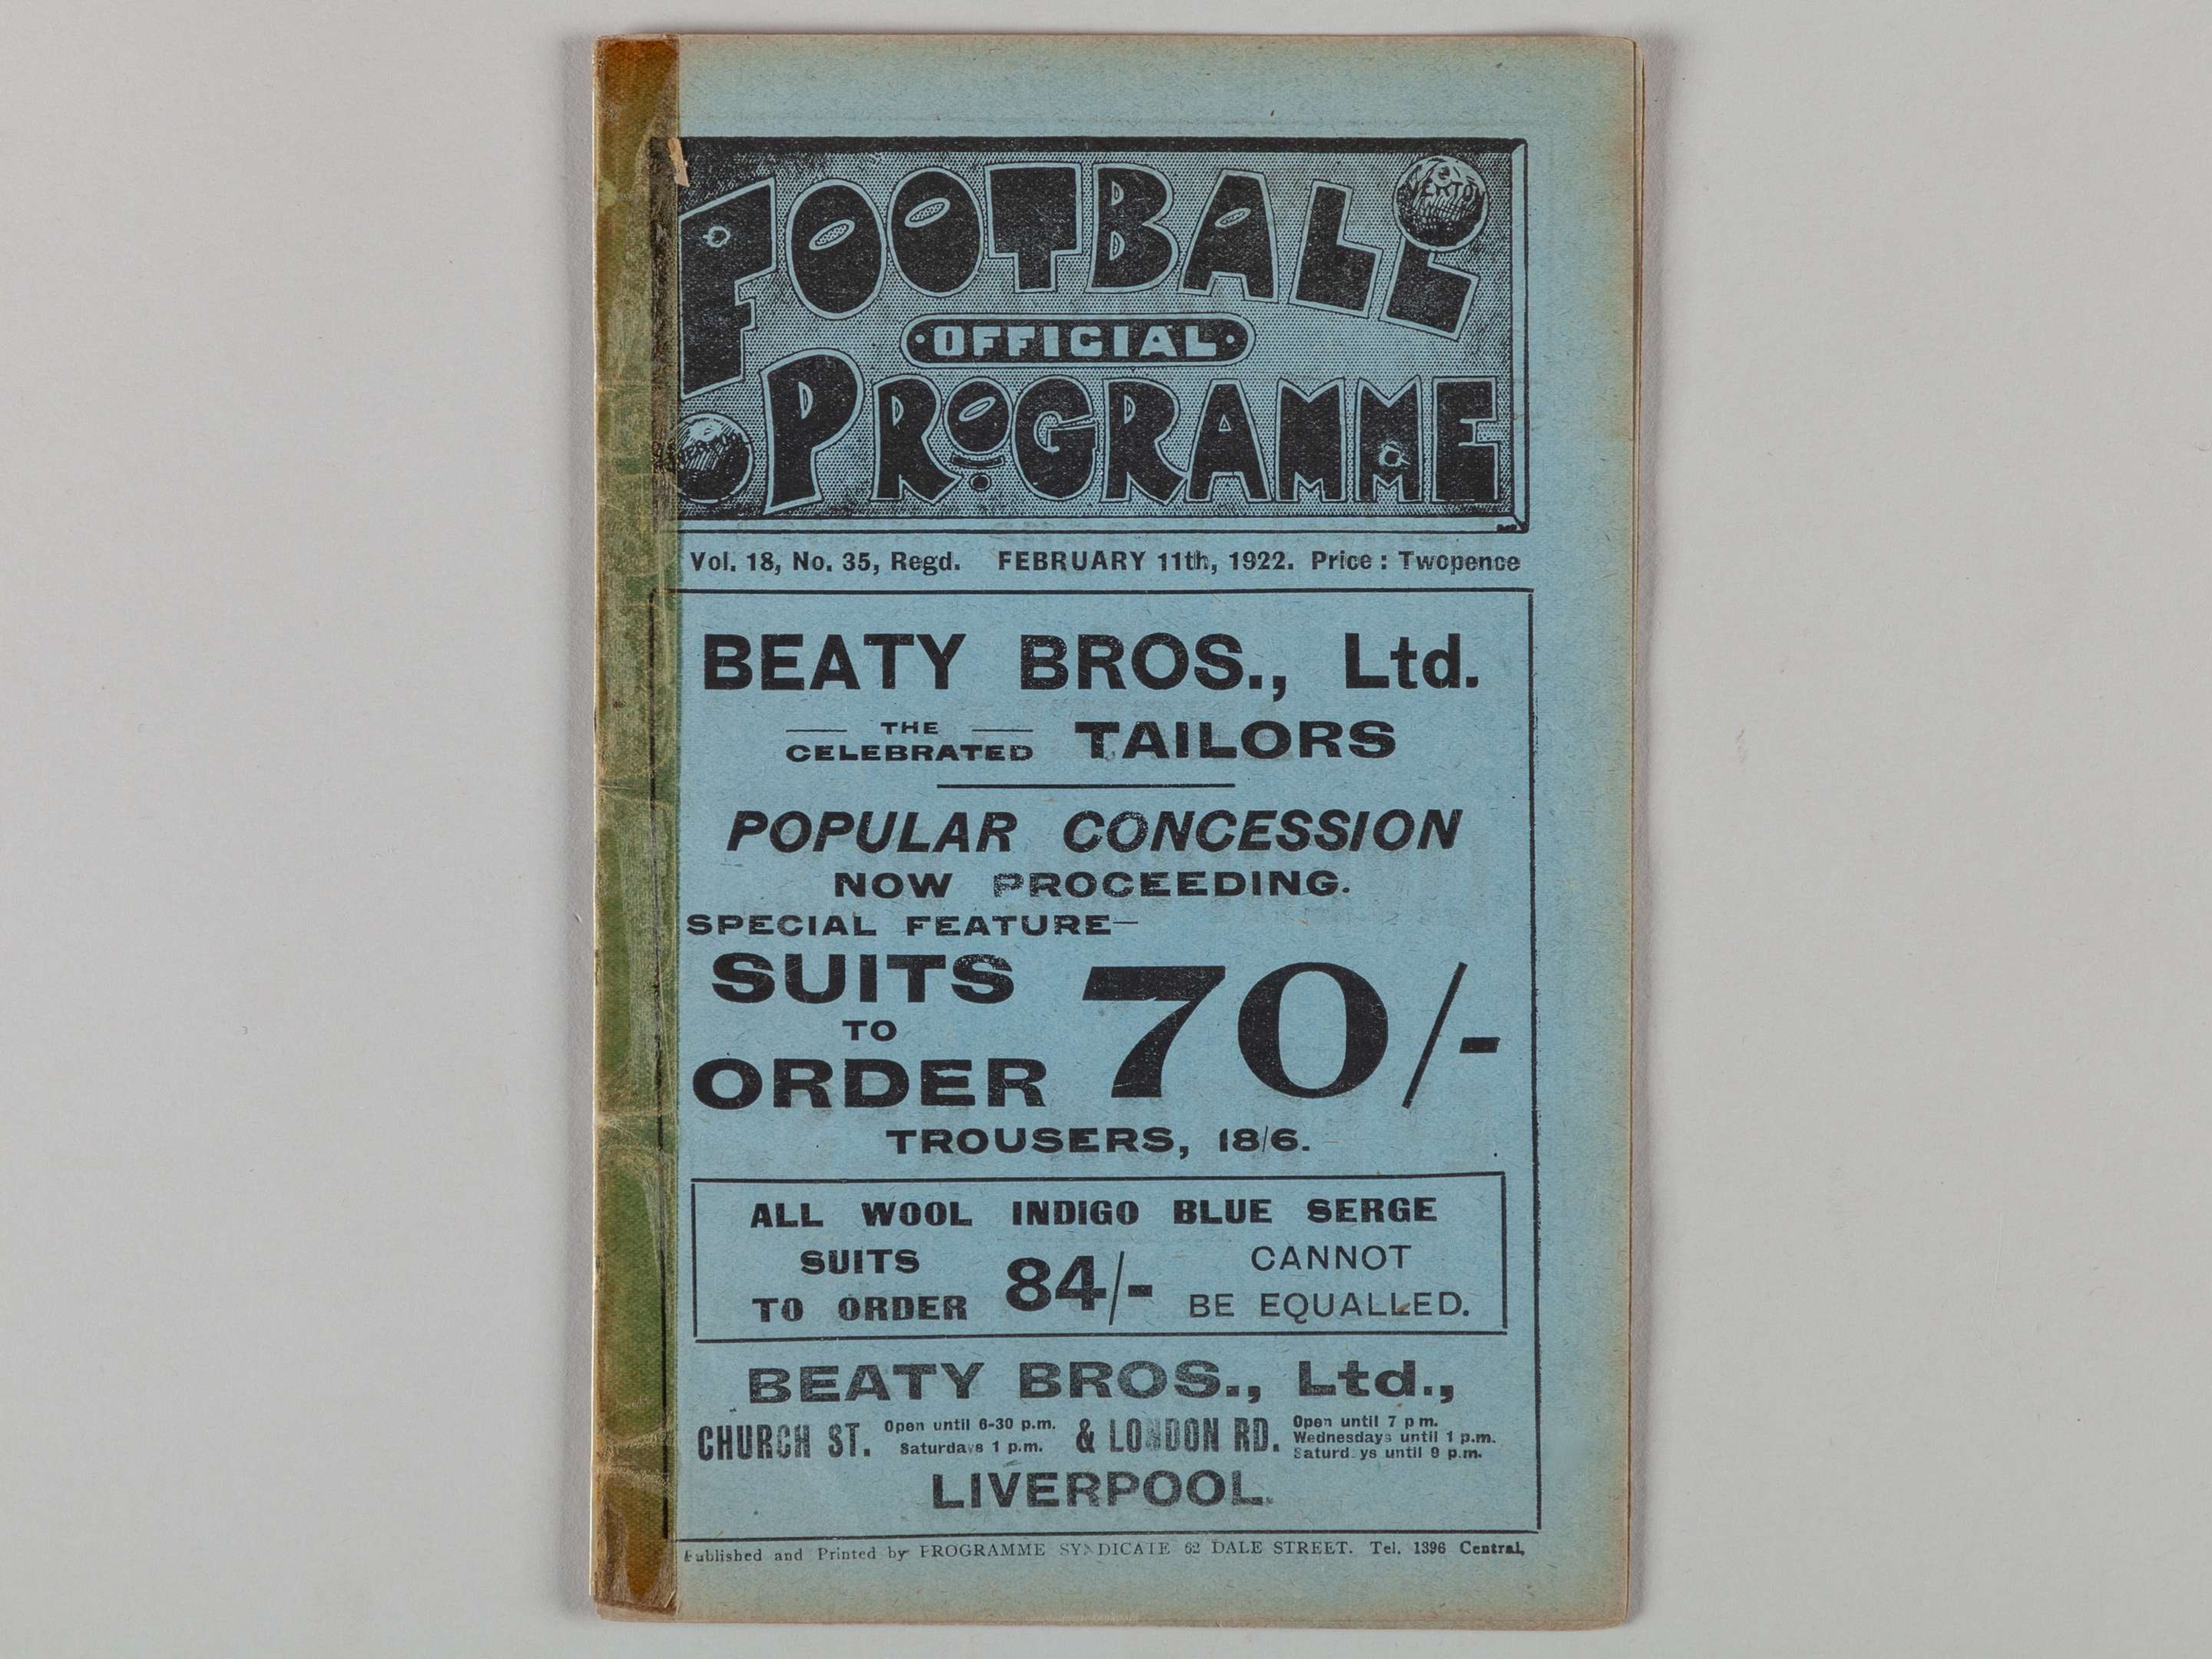 FOOTBALL
EVERTON
OFFICIAL
PROGRAMME
Vol. 18, No. 35, Regd. FEBRUARY 11th, 1922. Price : Twopence
BEATY BROS., Ltd.
THE CELEBRATED TAILORS
POPULAR CONCESSION
NOW PROCEEDING.
SPECIAL FEATURE—
SUITS
TO
ORDER 70/-
TROUSERS, 18/6.
ALL WOOL INDIGO BLUE SERGE
SUITS TO ORDER 84/- CANNOT BE EQUALLED.
BEATY BROS., Ltd.,
CHURCH ST. Open until 6-30 p.m. Saturdays 1 p.m. & LONDON RD. Open until 7 p m. Wednesdays until 1 p.m. Saturdays until 9 p.m.
LIVERPOOL.
Published and Printed by PROGRAMME SYNDICATE 62 DALE STREET. Tel. 1396 Central,